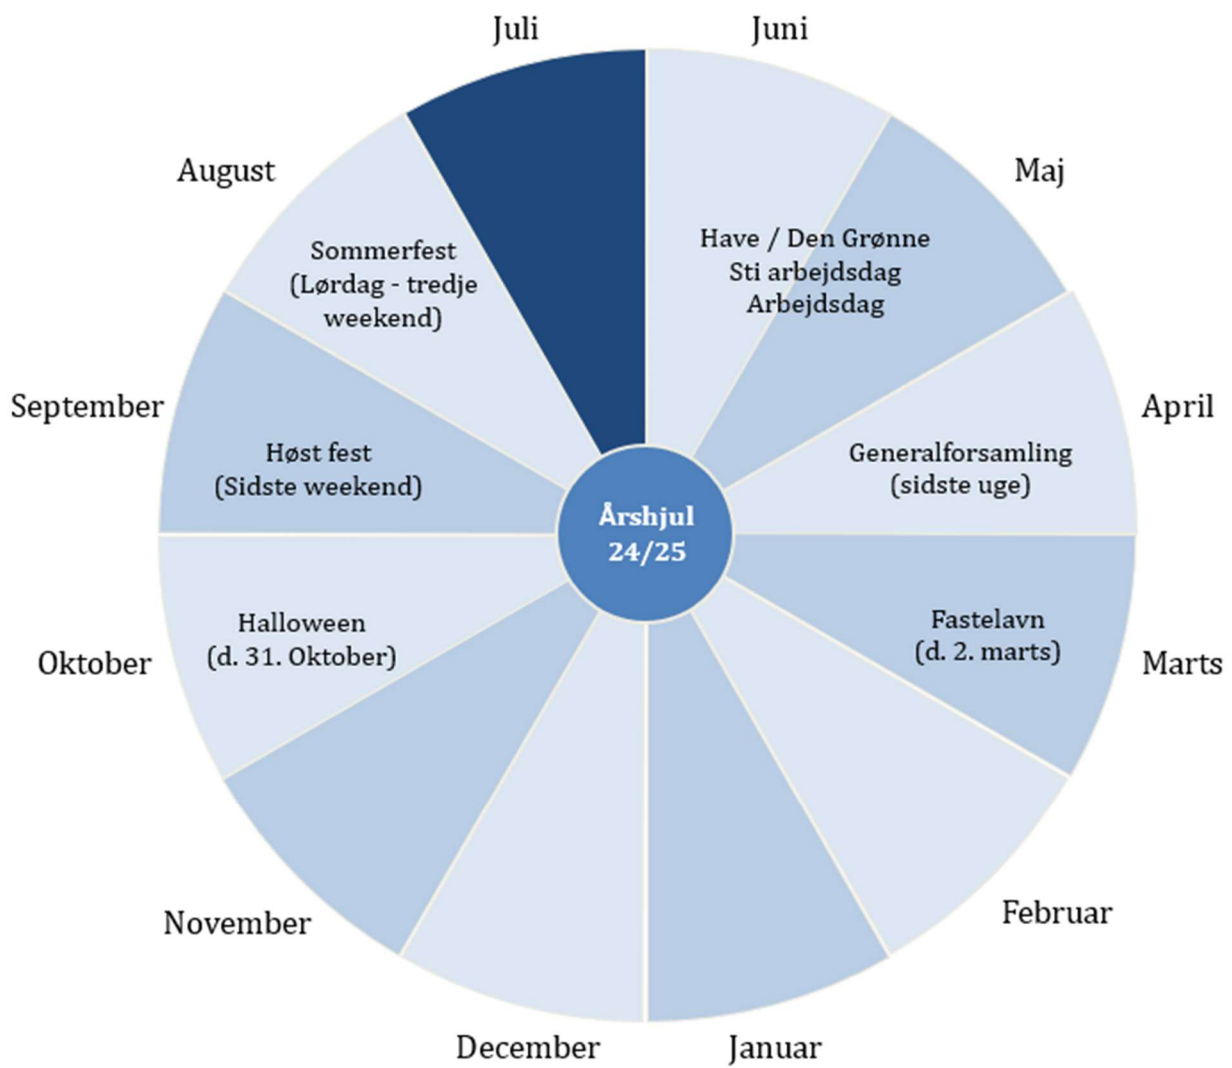 Juli
Juni
August
Maj
Sommerfest
(Lørdag - tredje
weekend)
Have / Den Grønne
Sti arbejdsdag
Arbejdsdag
September
April
Høst fest
(Sidste weekend)
Generalforsamling
(sidste uge)
Årshjul
24/25
Halloween
(d. 31. Oktober)
Fastelavn
(d. 2. marts)
Oktober
Marts
November
Februar
December
Januar